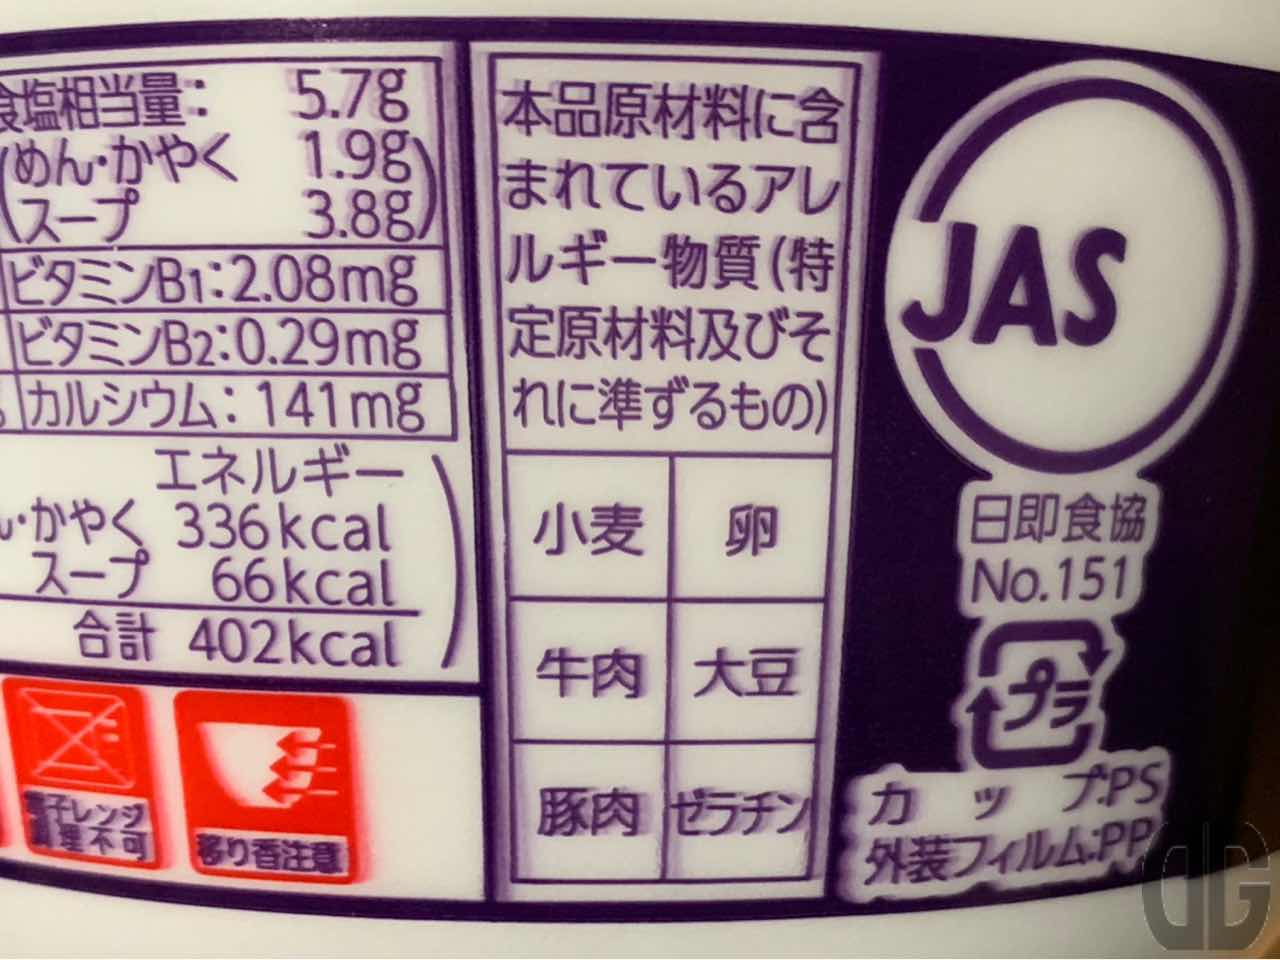 食塩相当量: 5.7g
(めん・かやく 1.9g
スープ 3.8g)
ビタミンB1:2.08mg
ビタミンB2:0.29mg
カルシウム: 141mg
エネルギー
ん・かやく 336kcal
スープ 66kcal
合計 402kcal
電子レンジ
調理不可
移り香注意
本品原材料に含
まれているアレ
ルギー物質(特
定原材料及びそ
れに準ずるもの)
小麦 卵
牛肉 大豆
豚肉 ゼラチン
JAS
日即食協
No.151
プラ
カップ:PS
外装フィルム:PP
DG